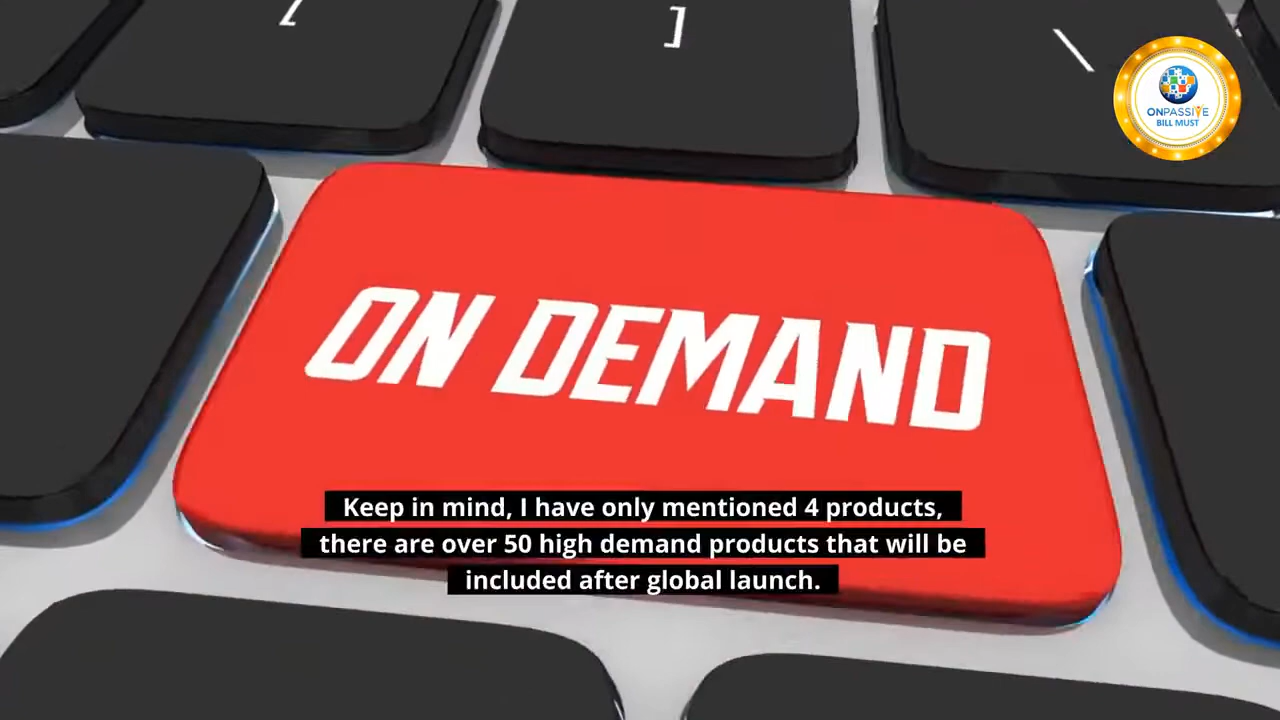 [
]
\
ONPASSIVE
BILL MUST
ON DEMAND
Keep in mind, I have only mentioned 4 products,
there are over 50 high demand products that will be
included after global launch.